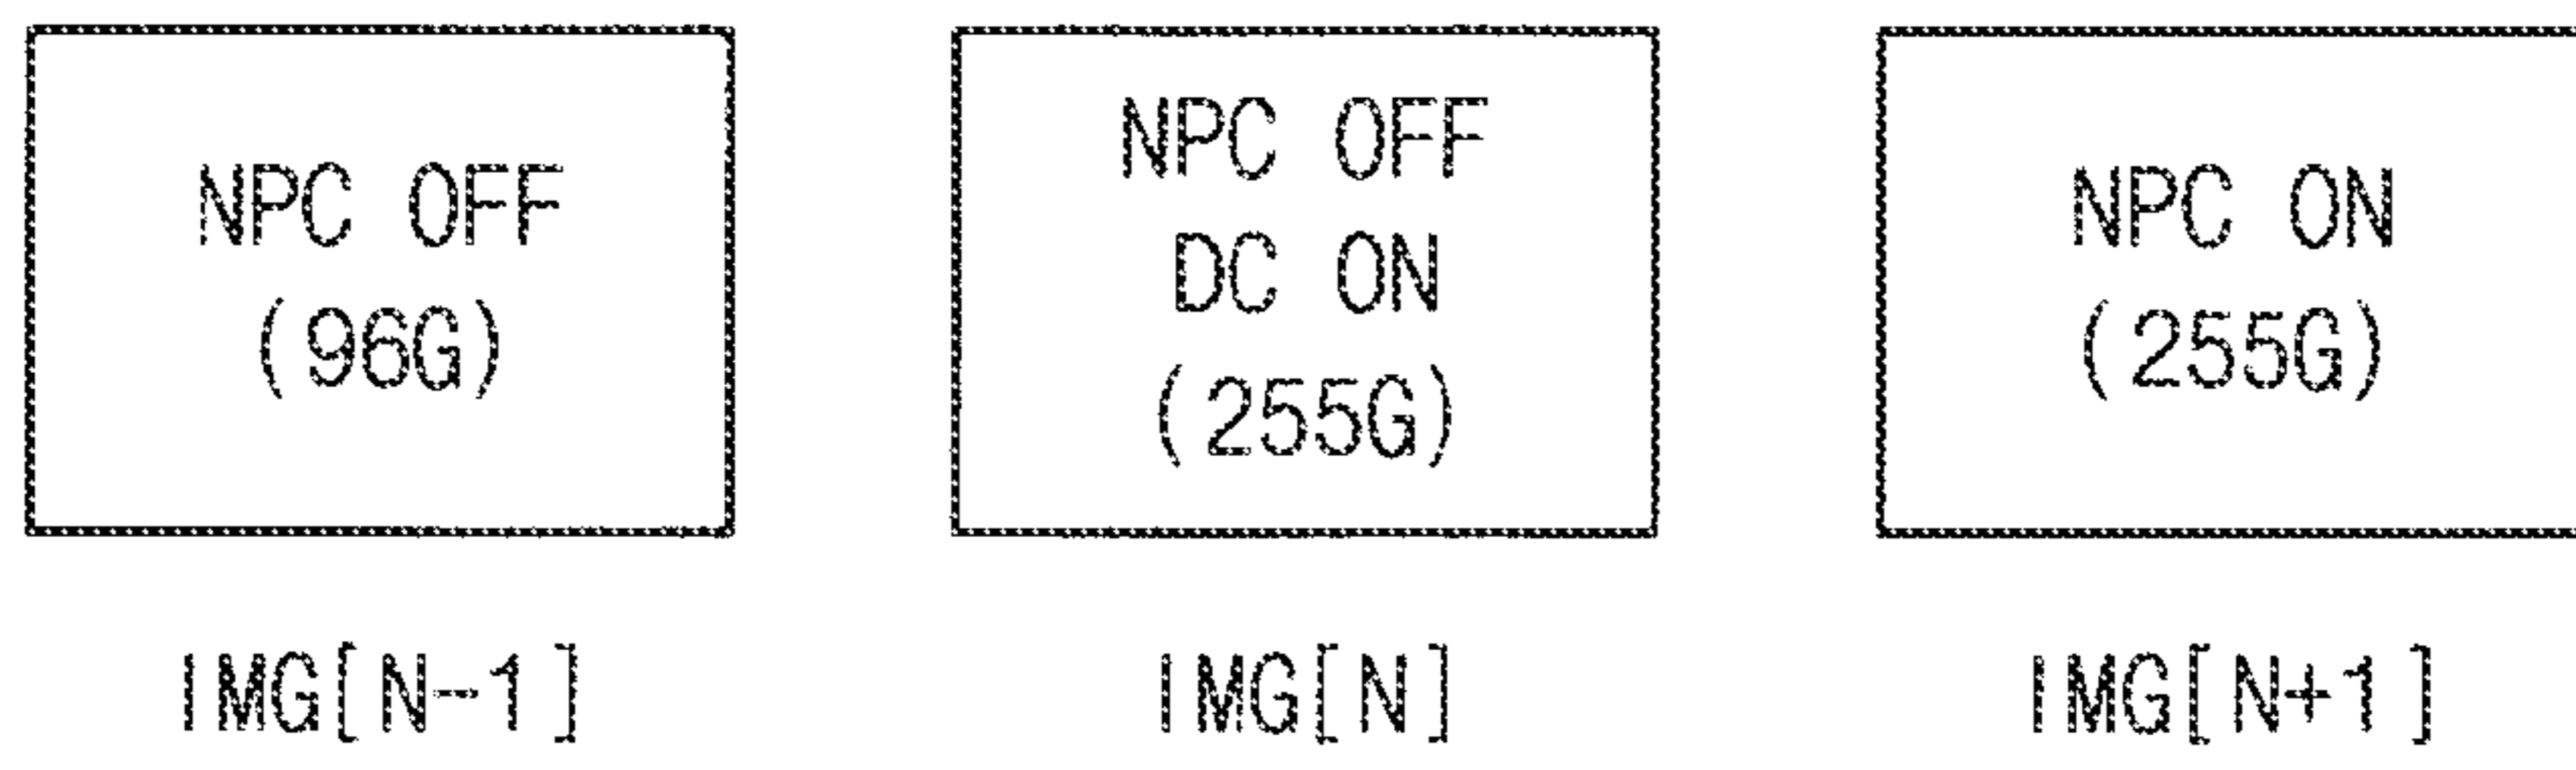 NPC OFF
(96G)
IMG[N-1]
NPC OFF
DC ON
(255G)
IMG[N]
NPC ON
(255G)
IMG[N+1]